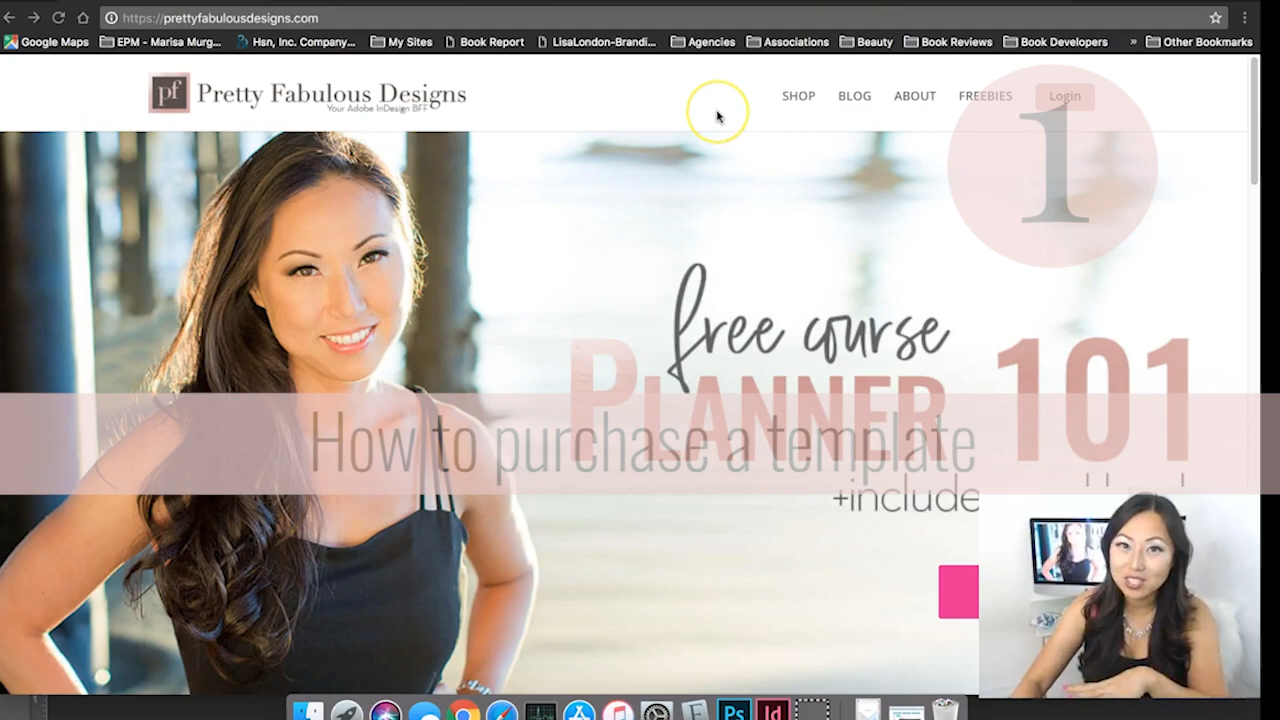 https://prettyfabulousdesigns.com
Google Maps EPM - Marisa Murg... Hsn, Inc. Company... My Sites Book Report LisaLondon-Brandi... Agencies Associations Beauty Book Reviews Book Developers » Other Bookmarks
pf Pretty Fabulous Designs
Your Adobe InDesign BFF
SHOP BLOG ABOUT FREEBIES Login
1
free course
PLANNER 101
How to purchase a template
+include
Ps Id